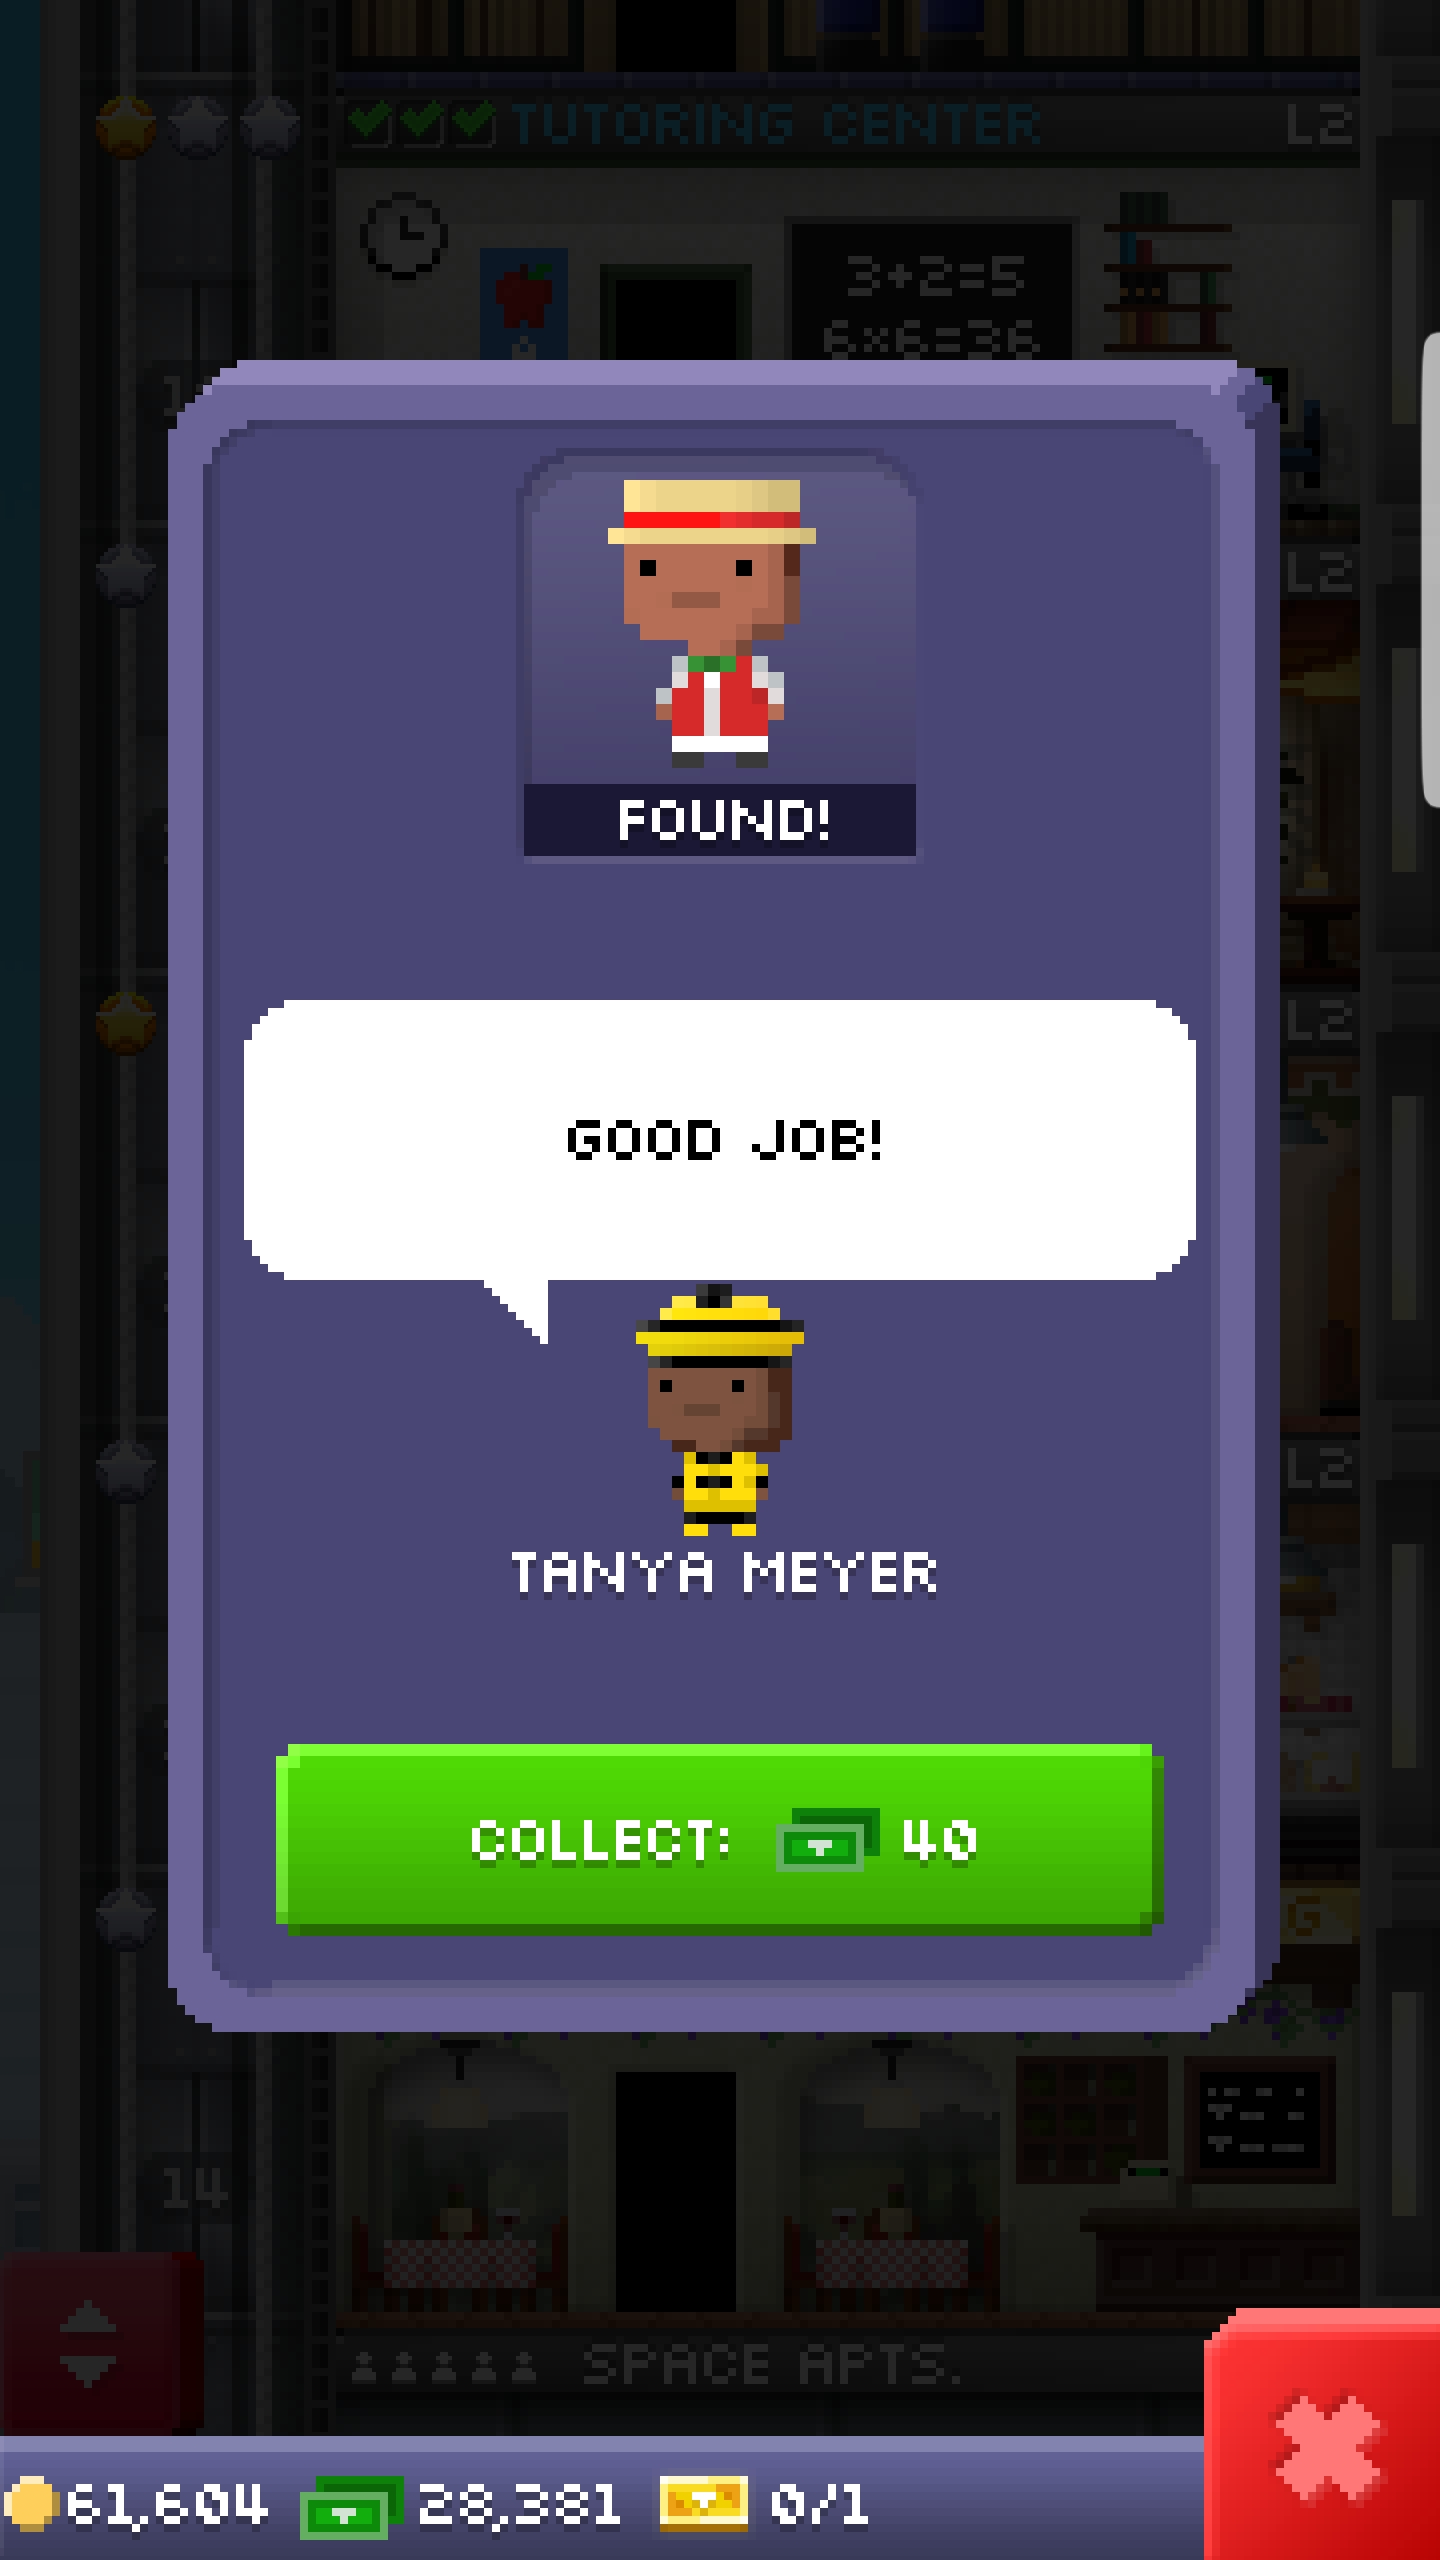 TUTORING CENTER L2
3+2=5
6x6=36
L2
FOUND!
L2
GOOD JOB!
L2
TANYA MEYER
COLLECT: 40
G
14
SPACE APTS.
61,604 28,381 0/1